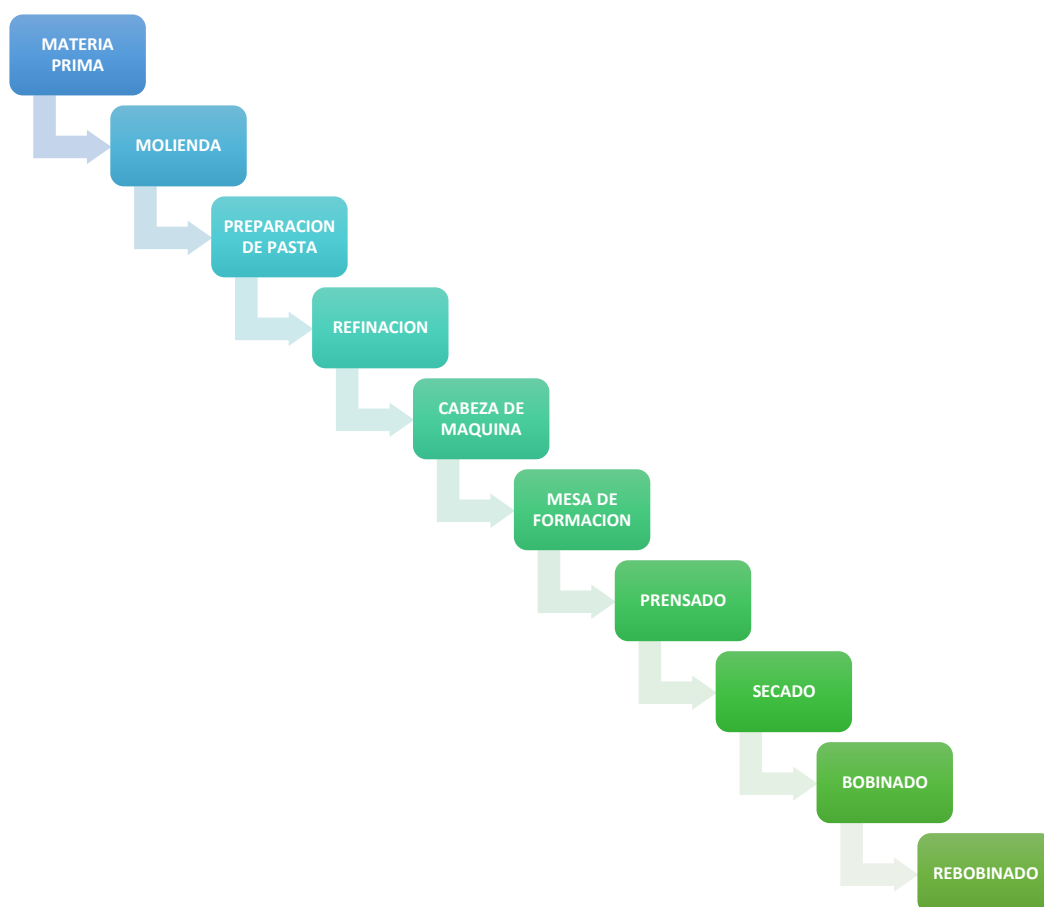 MATERIA
PRIMA
MOLIENDA
PREPARACION
DE PASTA
REFINACION
CABEZA DE
MAQUINA
MESA DE
FORMACION
PRENSADO
SECADO
BOBINADO
REBOBINADO